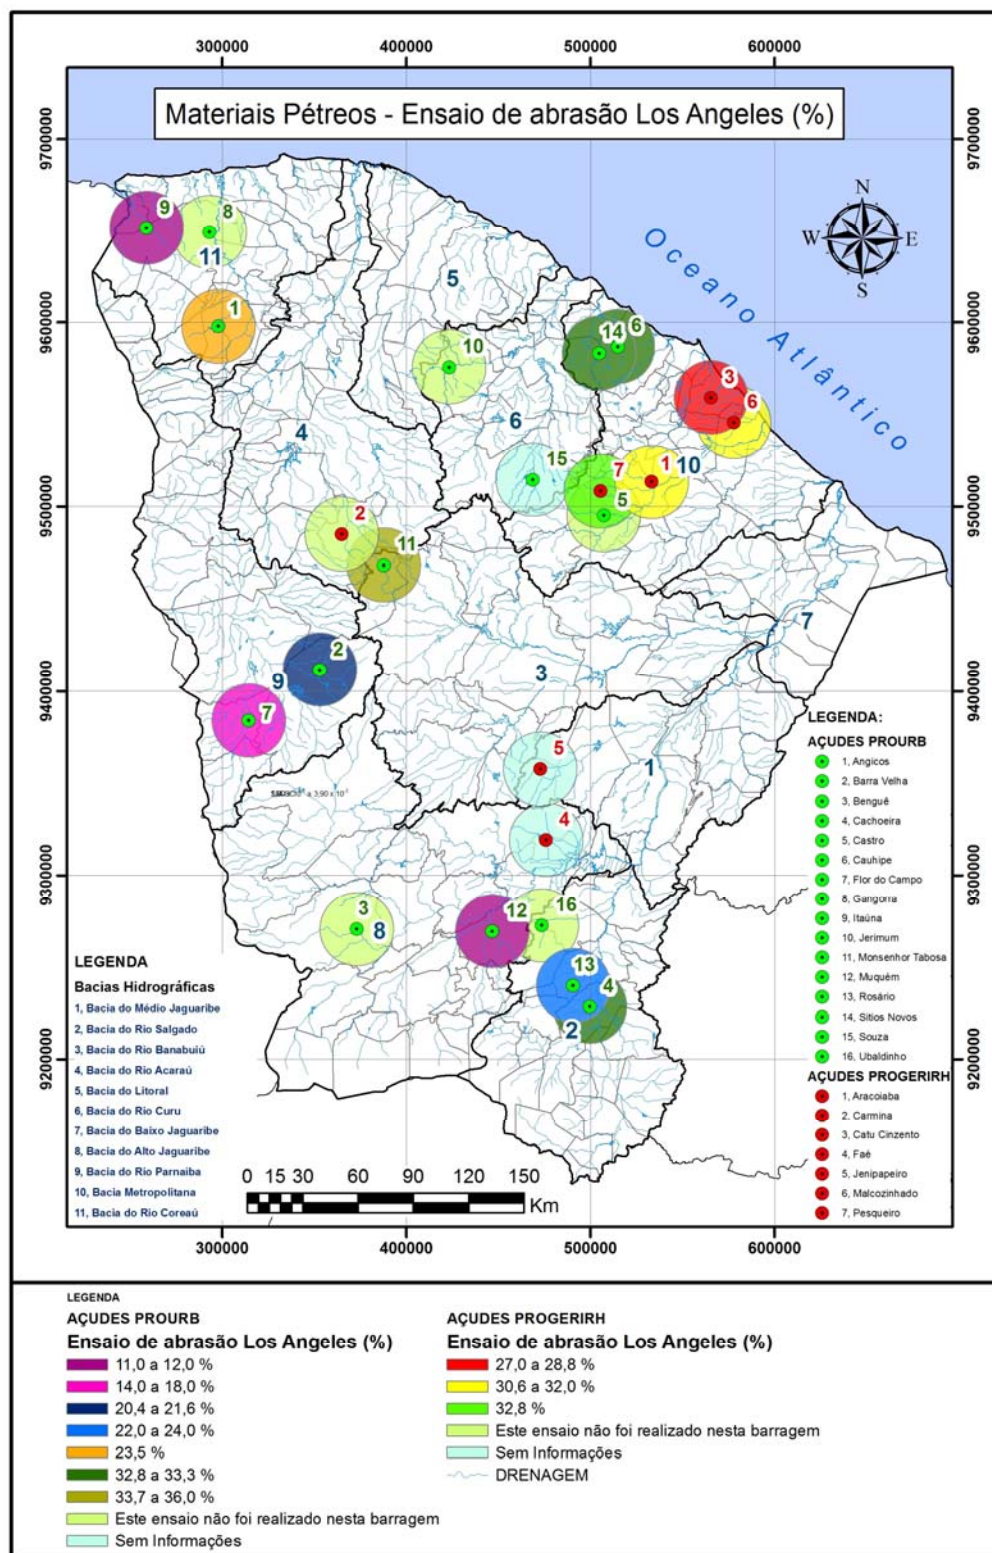 300000 400000 500000 600000
Materiais Pétreos - Ensaio de abrasão Los Angeles (%)
9700000 9700000
N
W E
S
Oceano Atlântico
9 8
11
5
1
9600000 9600000
14 6
10
3
6
6
4
15
7 1 10
5
9500000 9500000
2
11
7
2
3
9
9400000 9400000
7
5
1
4
9300000 9300000
3
8
12 16
13
4
2
9200000 9200000
LEGENDA:
AÇUDES PROURB
1, Angicos
2, Barra Velha
3, Benguê
4, Cachoeira
5, Castro
6, Cauhipe
7, Flor do Campo
8, Gangorra
9, Itaúna
10, Jerimum
11, Monsenhor Tabosa
12, Muquém
13, Rosário
14, Sitios Novos
15, Souza
16, Ubaldinho
AÇUDES PROGERIRH
1, Aracoiaba
2, Carmina
3, Catu Cinzento
4, Faé
5, Jenipapeiro
6, Malcozinhado
7, Pesqueiro
LEGENDA
Bacias Hidrográficas
1, Bacia do Médio Jaguaribe
2, Bacia do Rio Salgado
3, Bacia do Rio Banabuiú
4, Bacia do Rio Acaraú
5, Bacia do Litoral
6, Bacia do Rio Curu
7, Bacia do Baixo Jaguaribe
8, Bacia do Alto Jaguaribe
9, Bacia do Rio Parnaiba
10, Bacia Metropolitana
11, Bacia do Rio Coreaú
0 15 30 60 90 120 150
Km
300000 400000 500000 600000
LEGENDA
AÇUDES PROURB
Ensaio de abrasão Los Angeles (%)
11,0 a 12,0 %
14,0 a 18,0 %
20,4 a 21,6 %
22,0 a 24,0 %
23,5 %
32,8 a 33,3 %
33,7 a 36,0 %
Este ensaio não foi realizado nesta barragem
Sem Informações
AÇUDES PROGERIRH
Ensaio de abrasão Los Angeles (%)
27,0 a 28,8 %
30,6 a 32,0 %
32,8 %
Este ensaio não foi realizado nesta barragem
Sem Informações
DRENAGEM